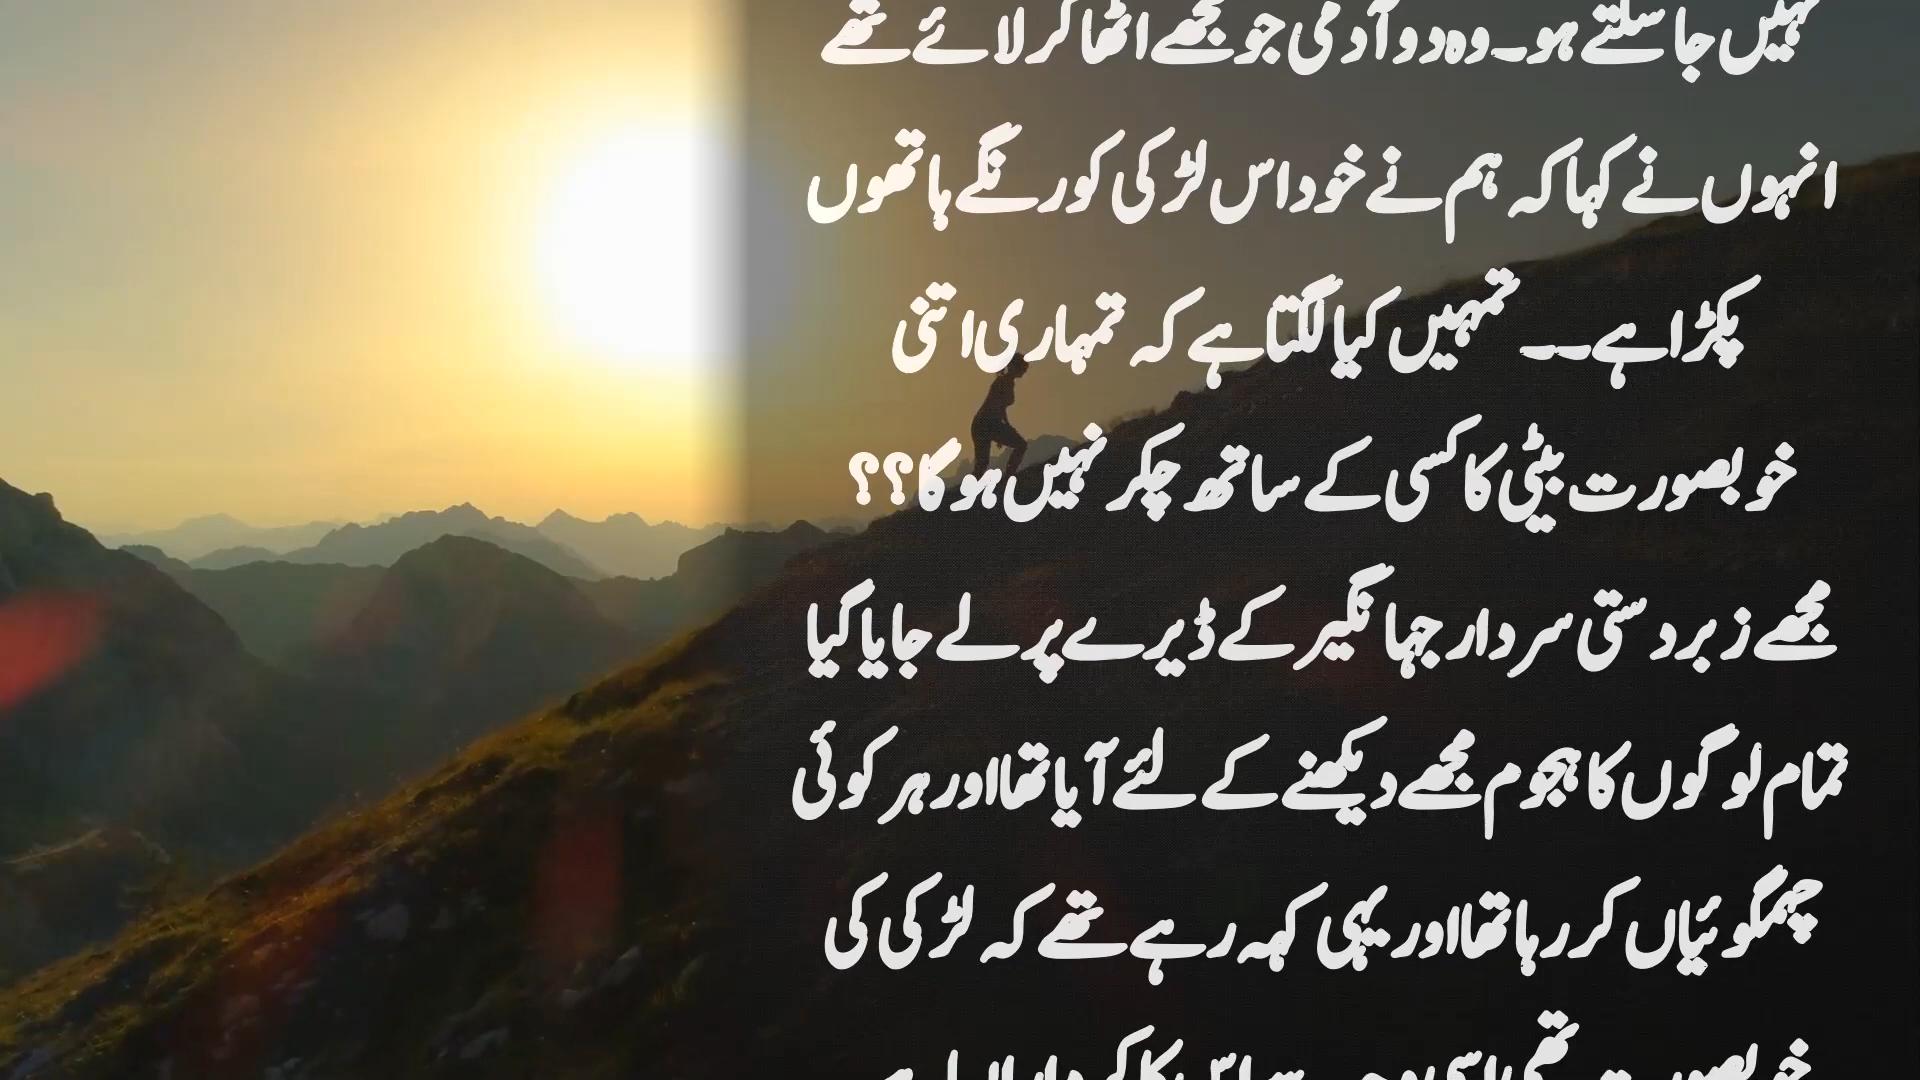 نہیں جا سکتے ہو۔ وہ دو آدمی جو مجھے اٹھا کر لائے تھے
انہوں نے کہا کہ ہم نے خود اس لڑکی کو رنگے ہاتھوں
پکڑا ہے۔۔ تمہیں کیا لگتا ہے کہ تمہاری اتنی
خوبصورت بیٹی کا کسی کے ساتھ چکر نہیں ہو گا؟؟
مجھے زبردستی سردار جہانگیر کے ڈیرے پر لے جایا گیا
تمام لوگوں کا ہجوم مجھے دیکھنے کے لئے آیا تھا اور ہر کوئی
چہمگوئیاں کر رہا تھا اور یہی کہہ رہے تھے کہ لڑکی کی
خوبصورت تھی